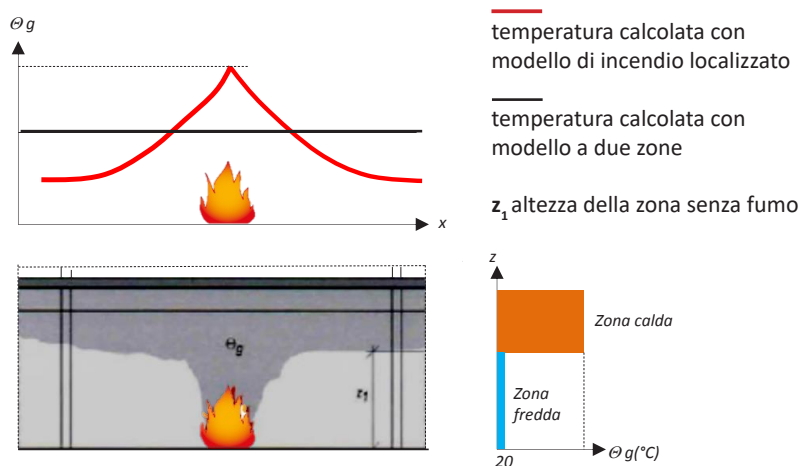 Θ g
x
temperatura calcolata con
modello di incendio localizzato
temperatura calcolata con
modello a due zone
z₁ altezza della zona senza fumo
Θg
z₁
z
Zona calda
Zona
fredda
20
Θ g(°C)